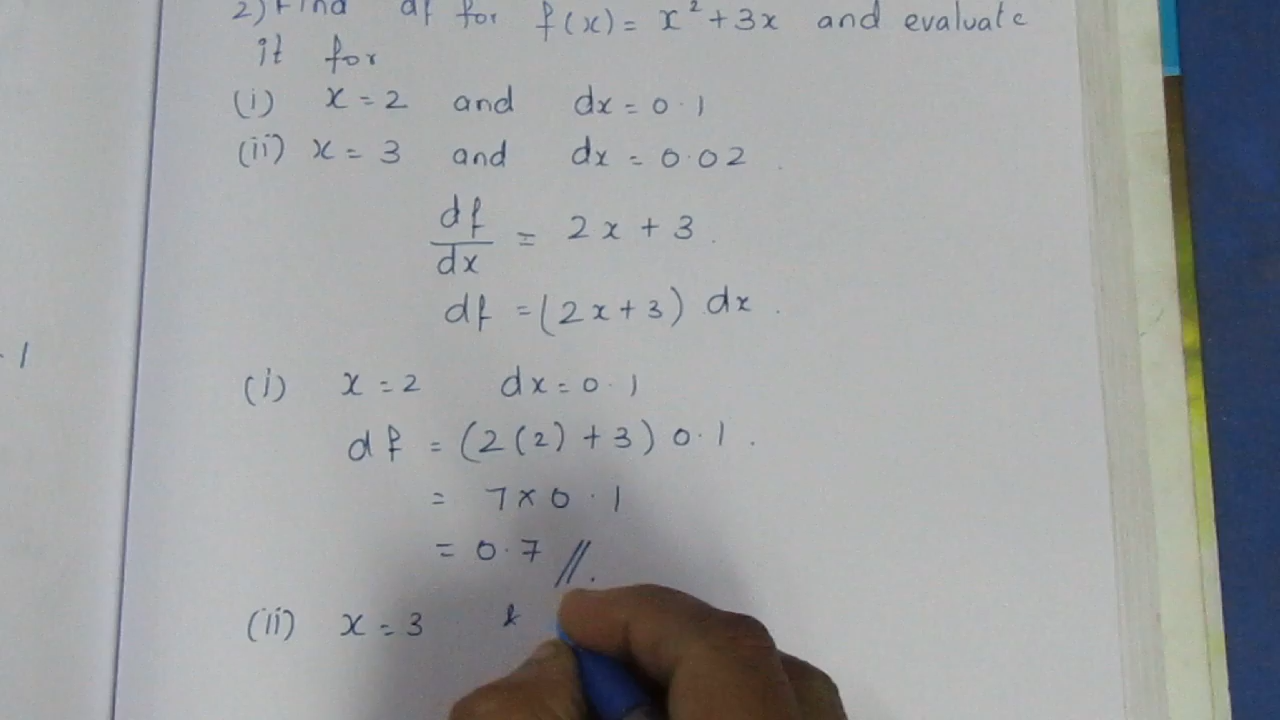 2) Find df for f(x) = x² + 3x and evaluate
it for
(i) x = 2 and dx = 0.1
(ii) x = 3 and dx = 0.02.
df/dx = 2x + 3.
df = (2x + 3) dx.
- 1
(i) x = 2 dx = 0.1
df = (2(2) + 3) 0.1.
= 7 × 0.1
= 0.7 //.
(ii) x = 3